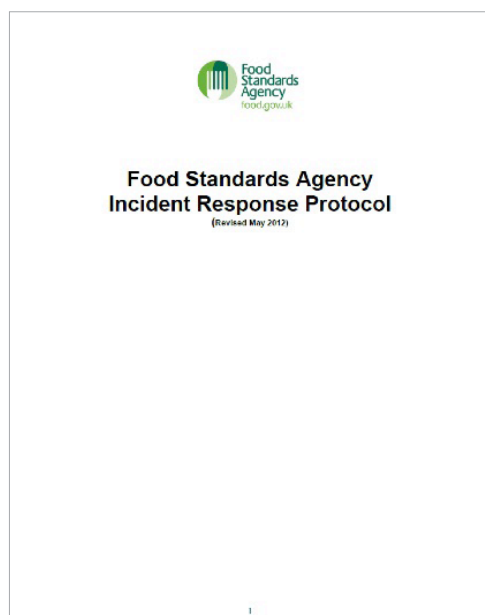 Food
Standards
Agency
food.gov.uk
Food Standards Agency
Incident Response Protocol
(Revised May 2012)
1